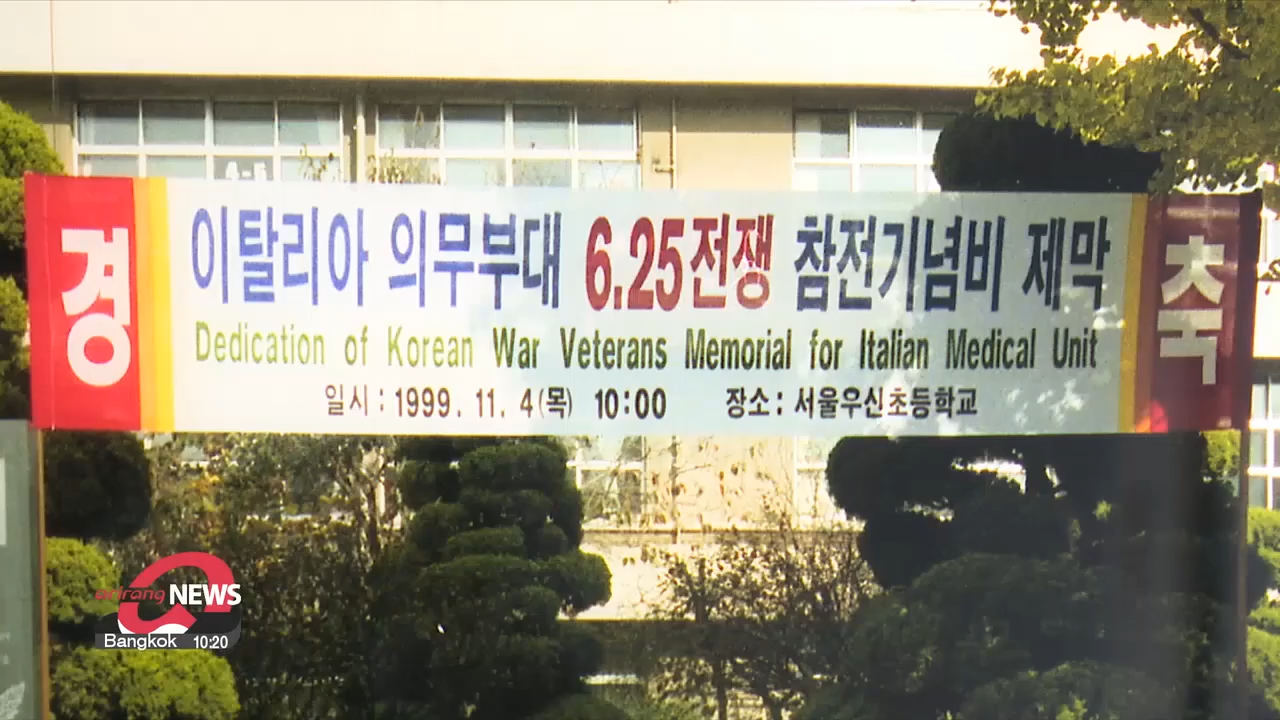 경 축
이탈리아 의무부대 6.25전쟁 참전기념비 제막
Dedication of Korean War Veterans Memorial for Italian Medical Unit
일시 : 1999. 11. 4(목) 10:00 장소 : 서울우신초등학교
arirang NEWS
Bangkok 10:20